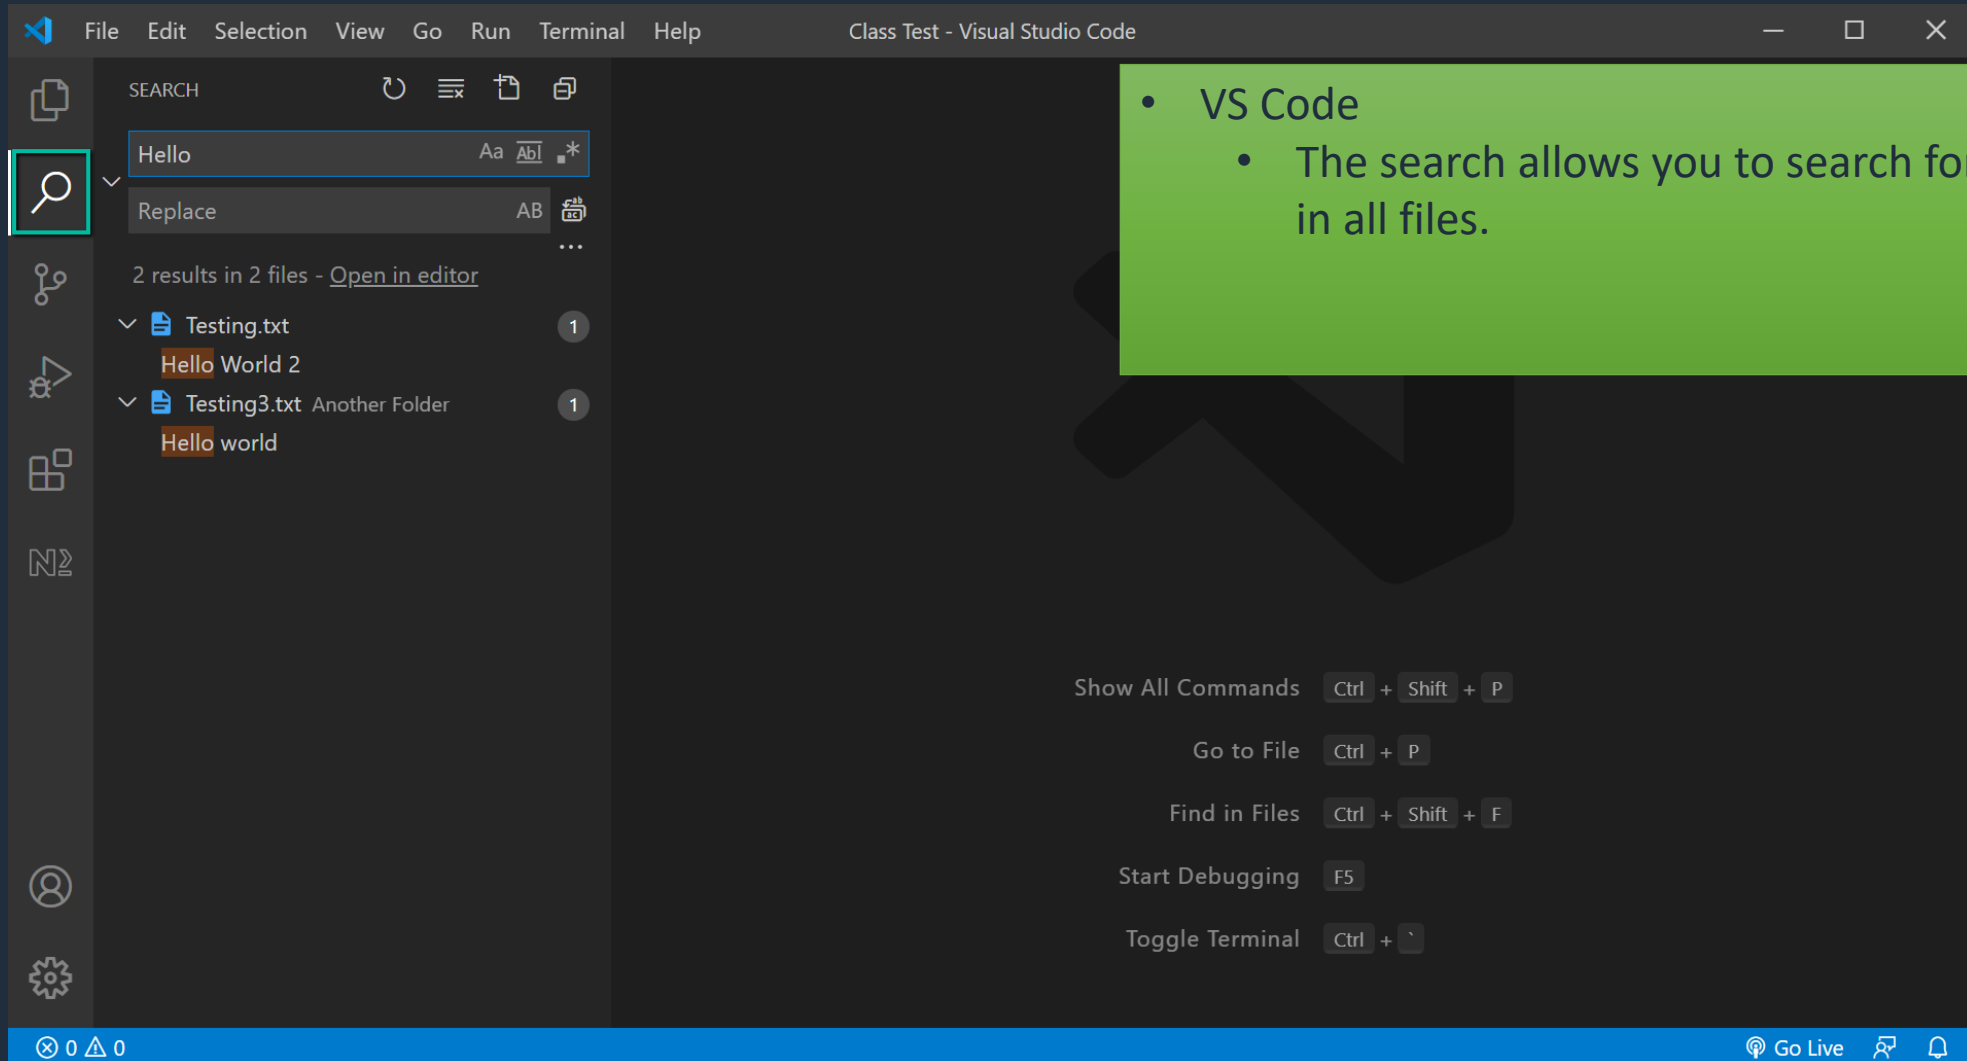 File Edit Selection View Go Run Terminal Help Class Test - Visual Studio Code
SEARCH
Hello Aa Abl .*
Replace AB
...
2 results in 2 files - Open in editor
Testing.txt 1
Hello World 2
Testing3.txt Another Folder 1
Hello world
• VS Code
• The search allows you to search for
in all files.
Show All Commands Ctrl + Shift + P
Go to File Ctrl + P
Find in Files Ctrl + Shift + F
Start Debugging F5
Toggle Terminal Ctrl + `
0 0 Go Live